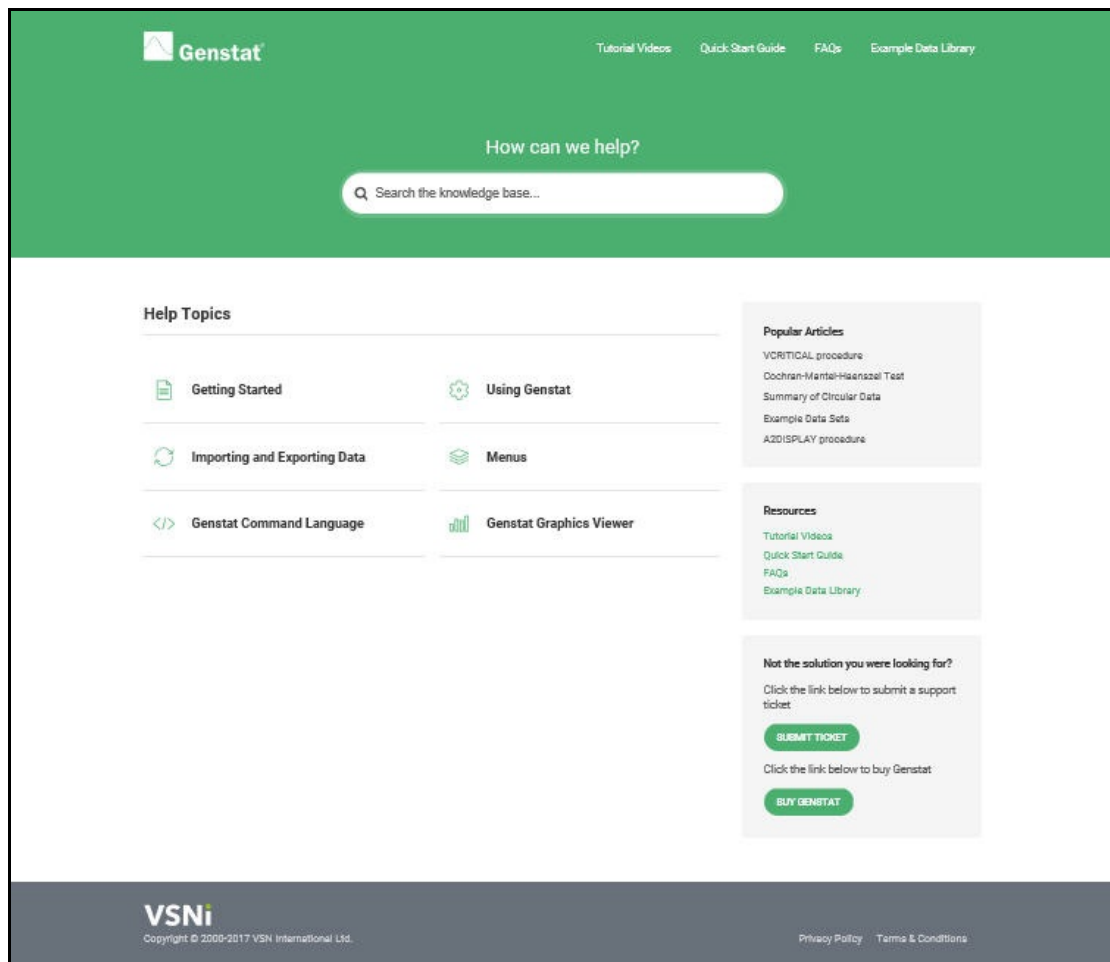 Genstat
Tutorial Videos Quick Start Guide FAQs Example Data Library
How can we help?
Search the knowledge base...
Help Topics
Getting Started
Using Genstat
Importing and Exporting Data
Menus
</> Genstat Command Language
Genstat Graphics Viewer
Popular Articles
VCRITICAL procedure
Cochran-Mantel-Haenszel Test
Summary of Circular Data
Example Data Sets
A2DISPLAY procedure
Resources
Tutorial Videos
Quick Start Guide
FAQs
Example Data Library
Not the solution you were looking for?
Click the link below to submit a support
ticket
SUBMIT TICKET
Click the link below to buy Genstat
BUY GENSTAT
VSNi
Copyright © 2000-2017 VSN International Ltd.
Privacy Policy Terms & Conditions